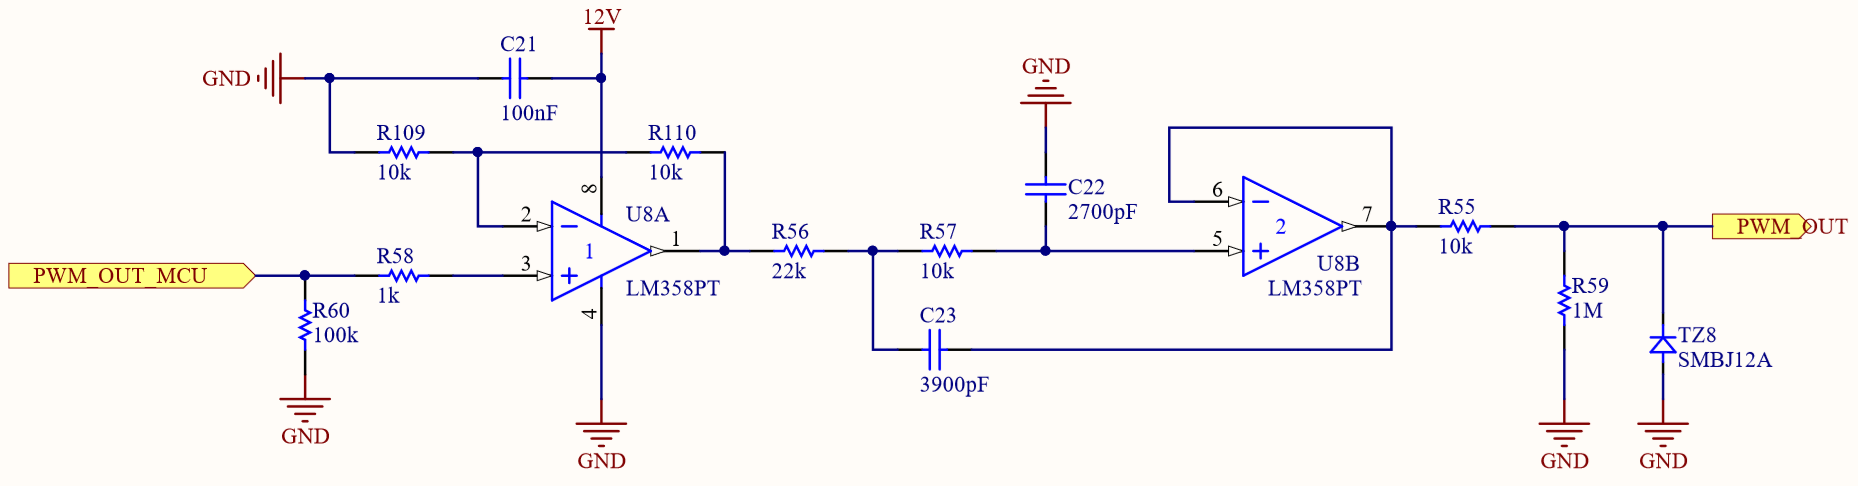 12V
C21
GND
100nF
GND
R109
R110
10k
10k
8
6
C22
2700pF
2
U8A
2
7
R55
1
1
R56
R57
5
U8B
10k
PWM_OUT
PWM_OUT_MCU
R58
3
22k
10k
LM358PT
LM358PT
1k
R59
1M
R60
100k
4
C23
TZ8
SMBJ12A
3900pF
GND
GND
GND
GND